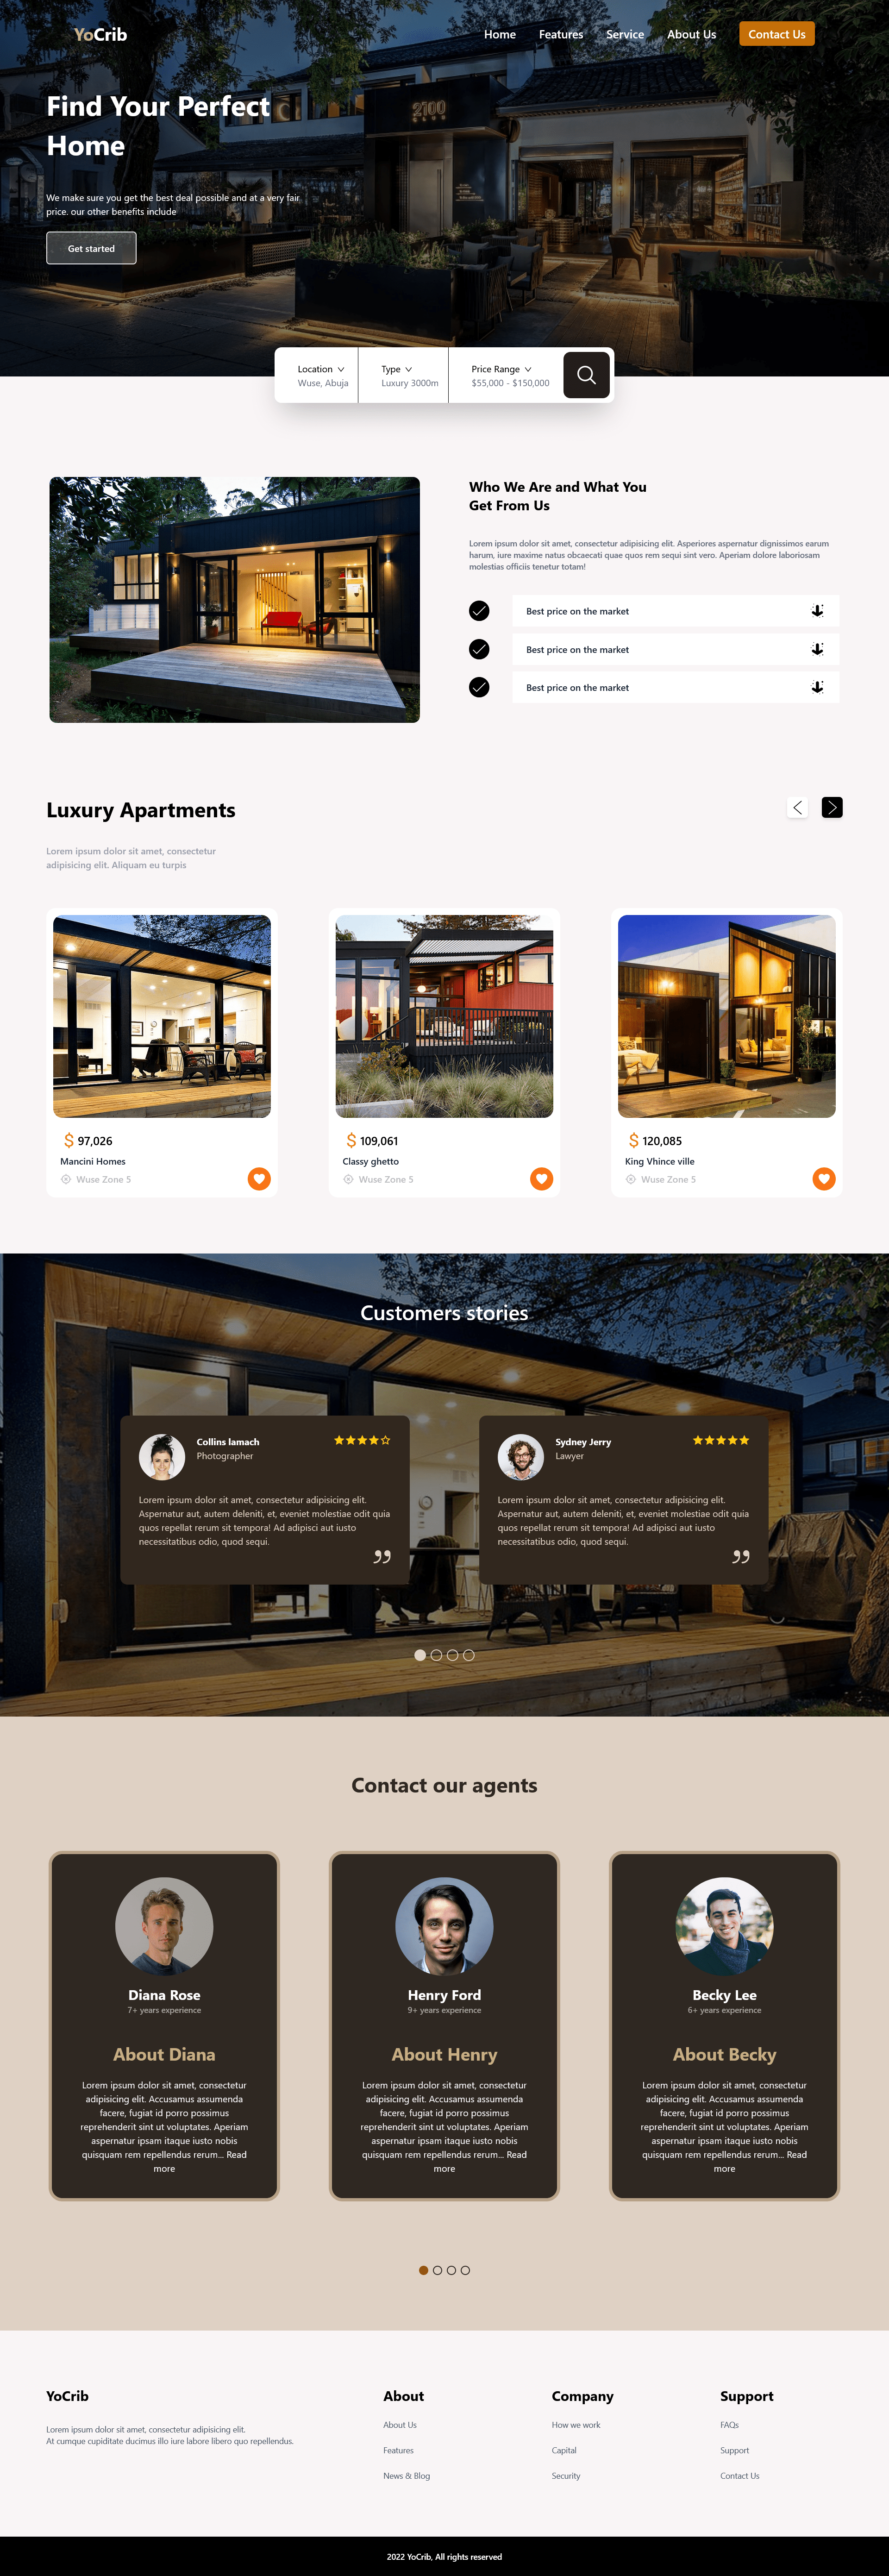 YoCrib
Home Features Service About Us Contact Us
Find Your Perfect
Home
2100
We make sure you get the best deal possible and at a very fair
price. our other benefits include
Get started
Location Type Price Range
Wuse, Abuja Luxury 3000m $55,000 - $150,000
Who We Are and What You
Get From Us
Lorem ipsum dolor sit amet, consectetur adipisicing elit. Asperiores aspernatur dignissimos earum
harum, iure maxime natus obcaecati quae quos rem sequi sint vero. Aperiam dolore laboriosam
molestias officiis tenetur totam!
Best price on the market
Best price on the market
Best price on the market
Luxury Apartments
Lorem ipsum dolor sit amet, consectetur
adipisicing elit. Aliquam eu turpis
$ 97,026
Mancini Homes
Wuse Zone 5
$ 109,061
Classy ghetto
Wuse Zone 5
$ 120,085
King Vhince ville
Wuse Zone 5
Customers stories
Collins lamach
Photographer
Lorem ipsum dolor sit amet, consectetur adipisicing elit.
Aspernatur aut, autem deleniti, et, eveniet molestiae odit quia
quos repellat rerum sit tempora! Ad adipisci aut iusto
necessitatibus odio, quod sequi.
Sydney Jerry
Lawyer
Lorem ipsum dolor sit amet, consectetur adipisicing elit.
Aspernatur aut, autem deleniti, et, eveniet molestiae odit quia
quos repellat rerum sit tempora! Ad adipisci aut iusto
necessitatibus odio, quod sequi.
Contact our agents
Diana Rose
7+ years experience
About Diana
Lorem ipsum dolor sit amet, consectetur
adipisicing elit. Accusamus assumenda
facere, fugiat id porro possimus
reprehenderit sint ut voluptates. Aperiam
aspernatur ipsam itaque iusto nobis
quisquam rem repellendus rerum... Read
more
Henry Ford
9+ years experience
About Henry
Lorem ipsum dolor sit amet, consectetur
adipisicing elit. Accusamus assumenda
facere, fugiat id porro possimus
reprehenderit sint ut voluptates. Aperiam
aspernatur ipsam itaque iusto nobis
quisquam rem repellendus rerum... Read
more
Becky Lee
6+ years experience
About Becky
Lorem ipsum dolor sit amet, consectetur
adipisicing elit. Accusamus assumenda
facere, fugiat id porro possimus
reprehenderit sint ut voluptates. Aperiam
aspernatur ipsam itaque iusto nobis
quisquam rem repellendus rerum... Read
more
YoCrib
Lorem ipsum dolor sit amet, consectetur adipisicing elit.
At cumque cupiditate ducimus illo iure labore libero quo repellendus.
About
About Us
Features
News & Blog
Company
How we work
Capital
Security
Support
FAQs
Support
Contact Us
2022 YoCrib, All rights reserved